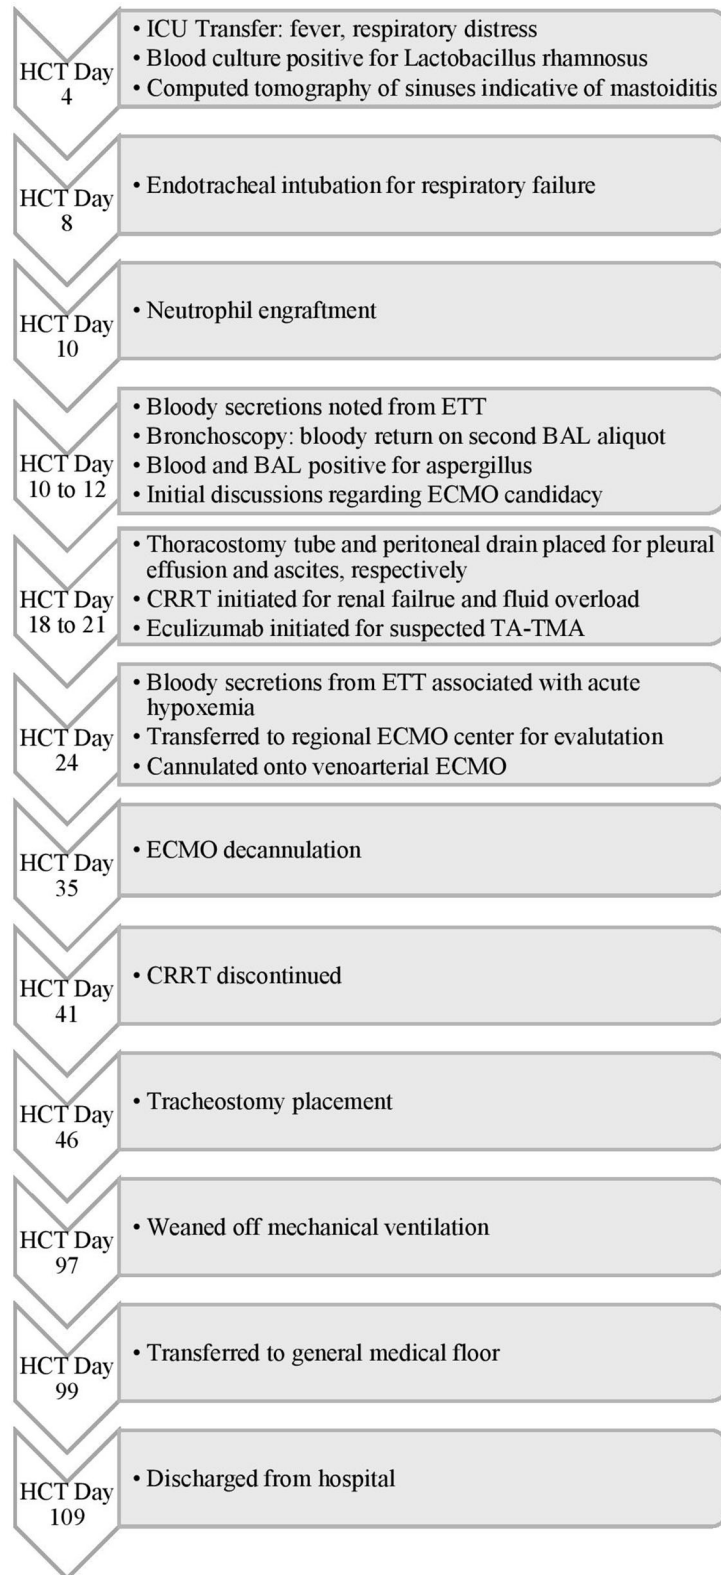 HCT Day
4
• ICU Transfer: fever, respiratory distress
• Blood culture positive for Lactobacillus rhamnosus
• Computed tomography of sinuses indicative of mastoiditis
HCT Day
8
• Endotracheal intubation for respiratory failure
HCT Day
10
• Neutrophil engraftment
HCT Day
10 to 12
• Bloody secretions noted from ETT
• Bronchoscopy: bloody return on second BAL aliquot
• Blood and BAL positive for aspergillus
• Initial discussions regarding ECMO candidacy
HCT Day
18 to 21
• Thoracostomy tube and peritoneal drain placed for pleural
effusion and ascites, respectively
• CRRT initiated for renal failrue and fluid overload
• Eculizumab initiated for suspected TA-TMA
HCT Day
24
• Bloody secretions from ETT associated with acute
hypoxemia
• Transferred to regional ECMO center for evalutation
• Cannulated onto venoarterial ECMO
HCT Day
35
• ECMO decannulation
HCT Day
41
• CRRT discontinued
HCT Day
46
• Tracheostomy placement
HCT Day
97
• Weaned off mechanical ventilation
HCT Day
99
• Transferred to general medical floor
HCT Day
109
• Discharged from hospital